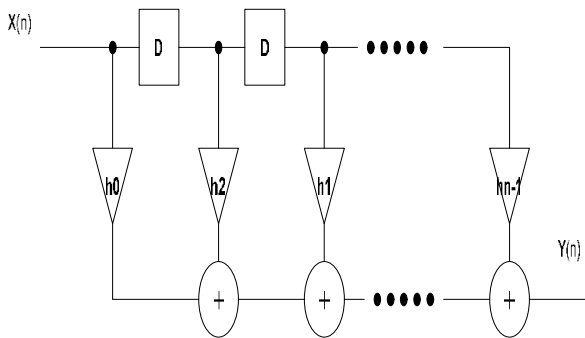 X(n)
D
D
h0
h2
h1
hn-1
Y(n)
+
+
+